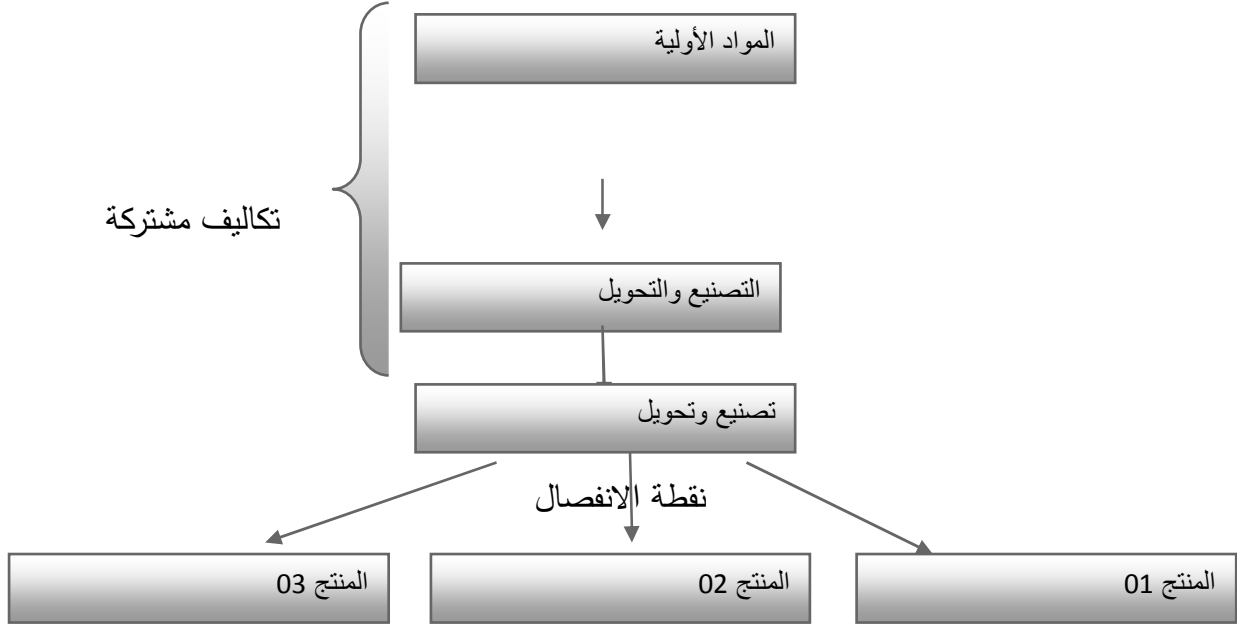 المواد الأولية
تكاليف مشتركة
التصنيع والتحويل
تصنيع وتحويل
نقطة الانفصال
المنتج 01
المنتج 02
المنتج 03